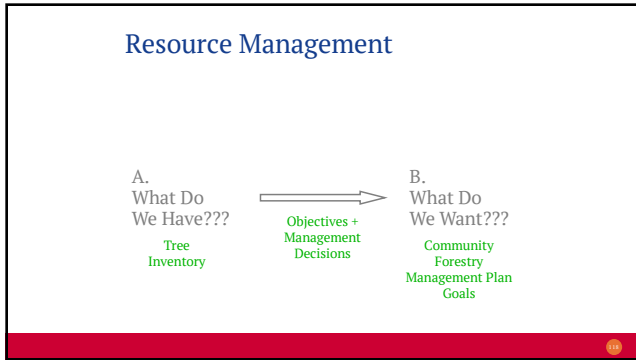 Resource Management
A.
What Do
We Have???
Tree
Inventory
Objectives +
Management
Decisions
B.
What Do
We Want???
Community
Forestry
Management Plan
Goals